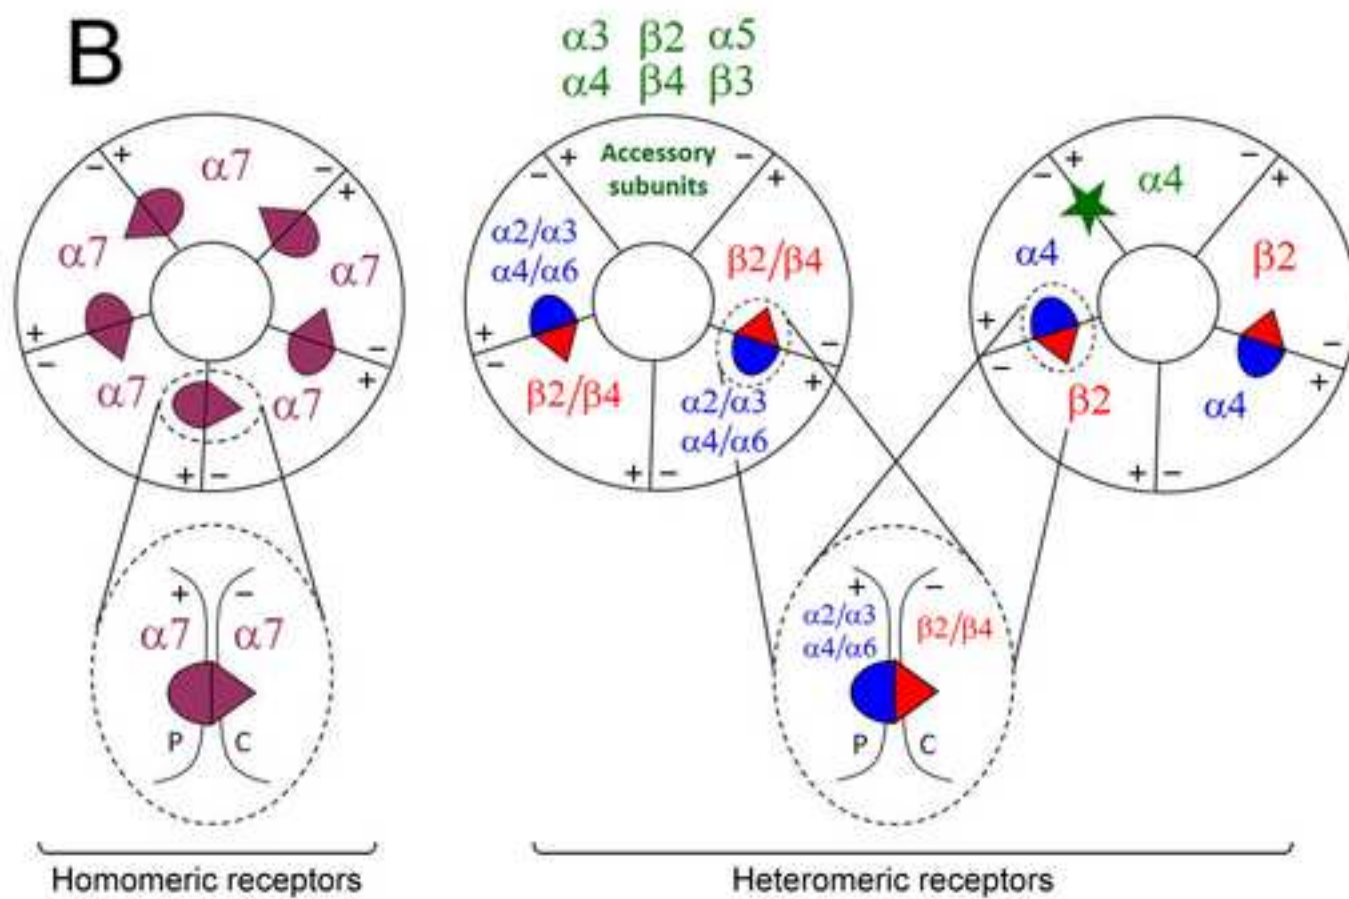 B
α3 β2 α5
α4 β4 β3
+ − α7 − +
α7
α7
+ −
− +
α7
α7
+ −
+ α7 − α7
P C
Homomeric receptors
− + Accessory − +
subunits
α2/α3
α4/α6
β2/β4
+ −
− +
β2/β4
α2/α3
α4/α6
+ −
− + α4 − +
α4
β2
+ −
− +
β2
α4
+ −
+ −
α2/α3
α4/α6
β2/β4
P C
Heteromeric receptors